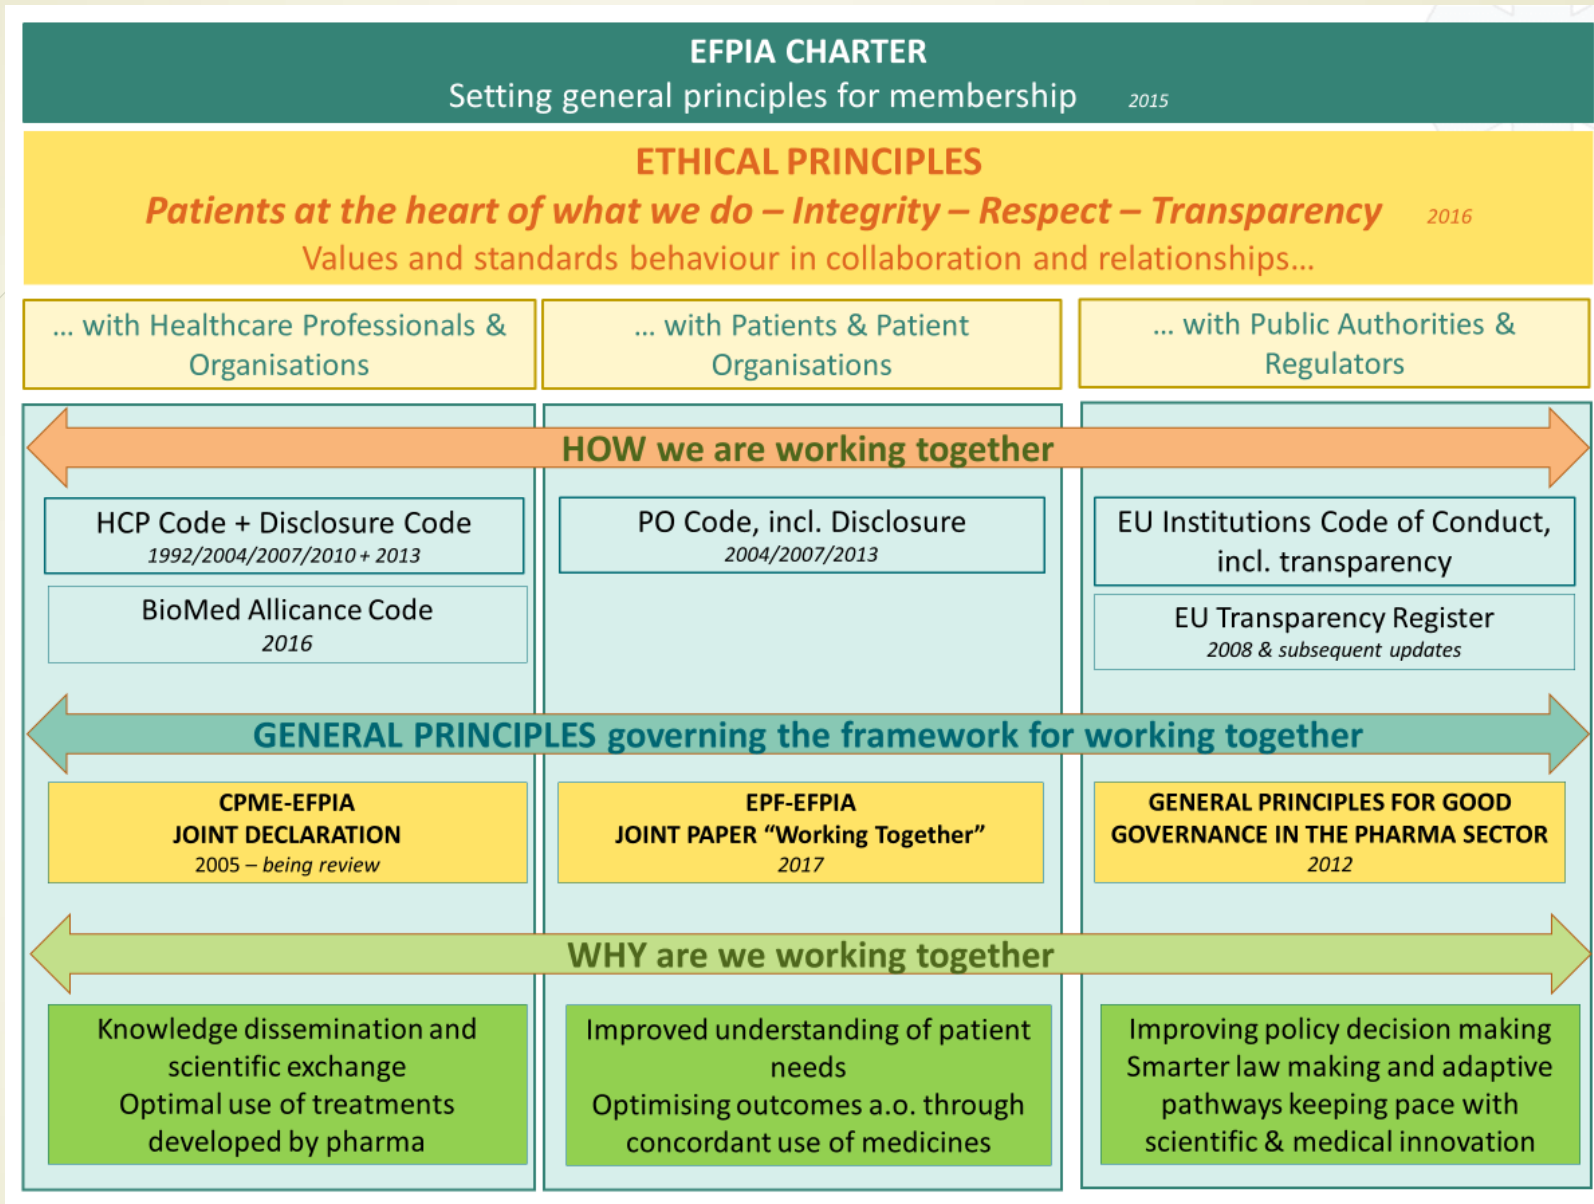 EFPIA CHARTER
Setting general principles for membership 2015
ETHICAL PRINCIPLES
Patients at the heart of what we do – Integrity – Respect – Transparency 2016
Values and standards behaviour in collaboration and relationships...
... with Healthcare Professionals &
Organisations
... with Patients & Patient
Organisations
... with Public Authorities &
Regulators
HOW we are working together
HCP Code + Disclosure Code
1992/2004/2007/2010 + 2013
BioMed Allicance Code
2016
PO Code, incl. Disclosure
2004/2007/2013
EU Institutions Code of Conduct,
incl. transparency
EU Transparency Register
2008 & subsequent updates
GENERAL PRINCIPLES governing the framework for working together
CPME-EFPIA
JOINT DECLARATION
2005 – being review
EPF-EFPIA
JOINT PAPER “Working Together”
2017
GENERAL PRINCIPLES FOR GOOD
GOVERNANCE IN THE PHARMA SECTOR
2012
WHY are we working together
Knowledge dissemination and
scientific exchange
Optimal use of treatments
developed by pharma
Improved understanding of patient
needs
Optimising outcomes a.o. through
concordant use of medicines
Improving policy decision making
Smarter law making and adaptive
pathways keeping pace with
scientific & medical innovation